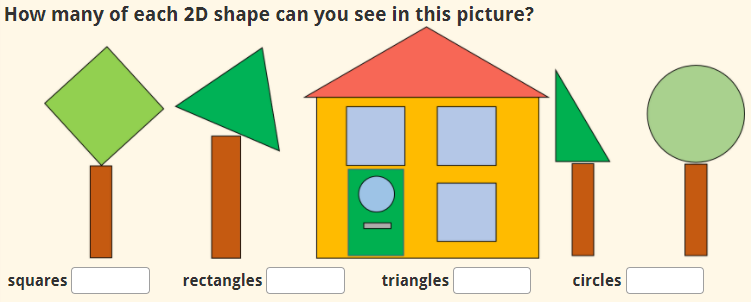 How many of each 2D shape can you see in this picture?
squares rectangles triangles circles